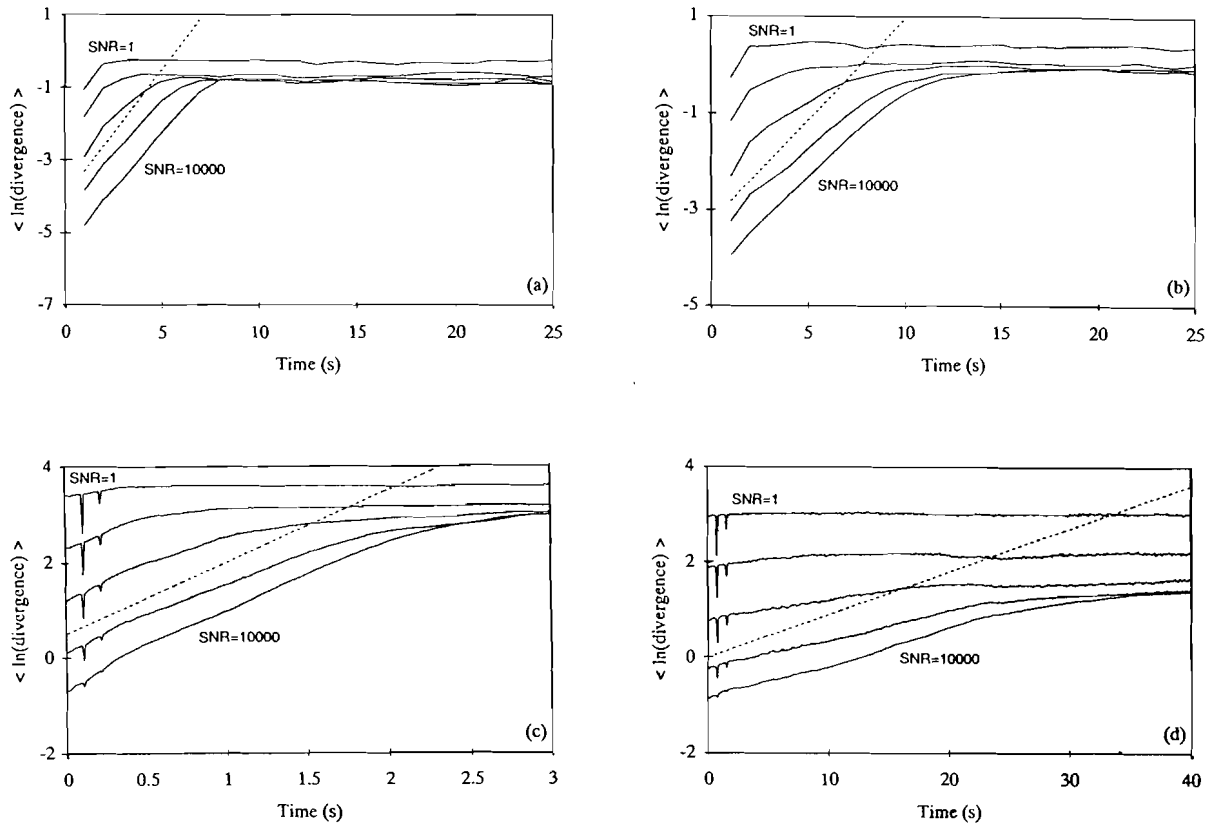 1
-1
-3
-5
-7
< ln(divergence) >
SNR=1
SNR=10000
(a)
0 5 10 15 20 25
Time (s)
1
-1
-3
-5
< ln(divergence) >
SNR=1
SNR=10000
(b)
0 5 10 15 20 25
Time (s)
4
2
0
-2
< ln(divergence) >
SNR=1
SNR=10000
(c)
0 0.5 1 1.5 2 2.5 3
Time (s)
4
2
0
-2
< ln(divergence) >
SNR=1
SNR=10000
(d)
0 10 20 30 40
Time (s)